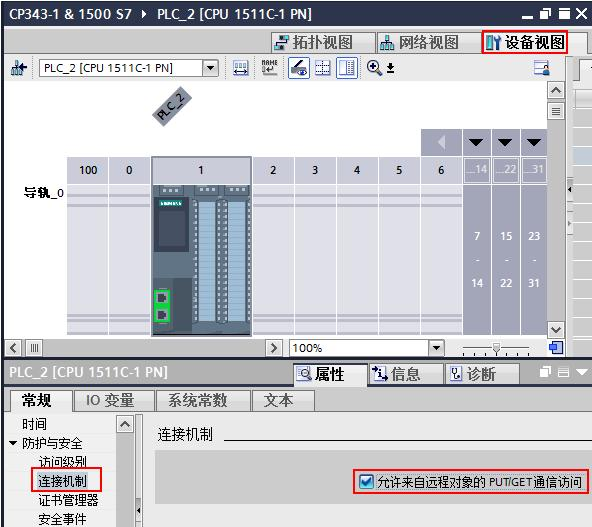 CP343-1 & 1500 S7 ▸ PLC_2 [CPU 1511C-1 PN]
拓扑视图 网络视图 设备视图
PLC_2 [CPU 1511C-1 PN]
PLC_2
100 0 1 2 3 4 5 6 ...14 ...22 ...31
导轨_0
SIEMENS
7 15 23
- - -
14 22 31
100%
PLC_2 [CPU 1511C-1 PN] 属性 信息 诊断
常规 IO 变量 系统常数 文本
时间
防护与安全
访问级别
连接机制
证书管理器
安全事件
连接机制
允许来自远程对象的 PUT/GET 通信访问